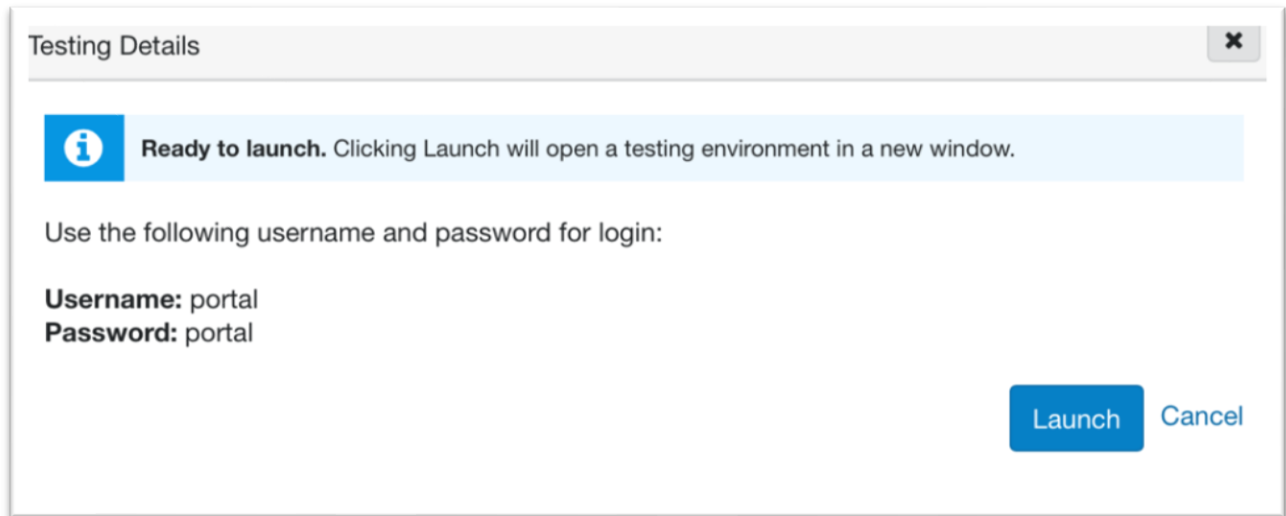 Testing Details
Ready to launch. Clicking Launch will open a testing environment in a new window.
Use the following username and password for login:
Username: portal
Password: portal
Launch Cancel